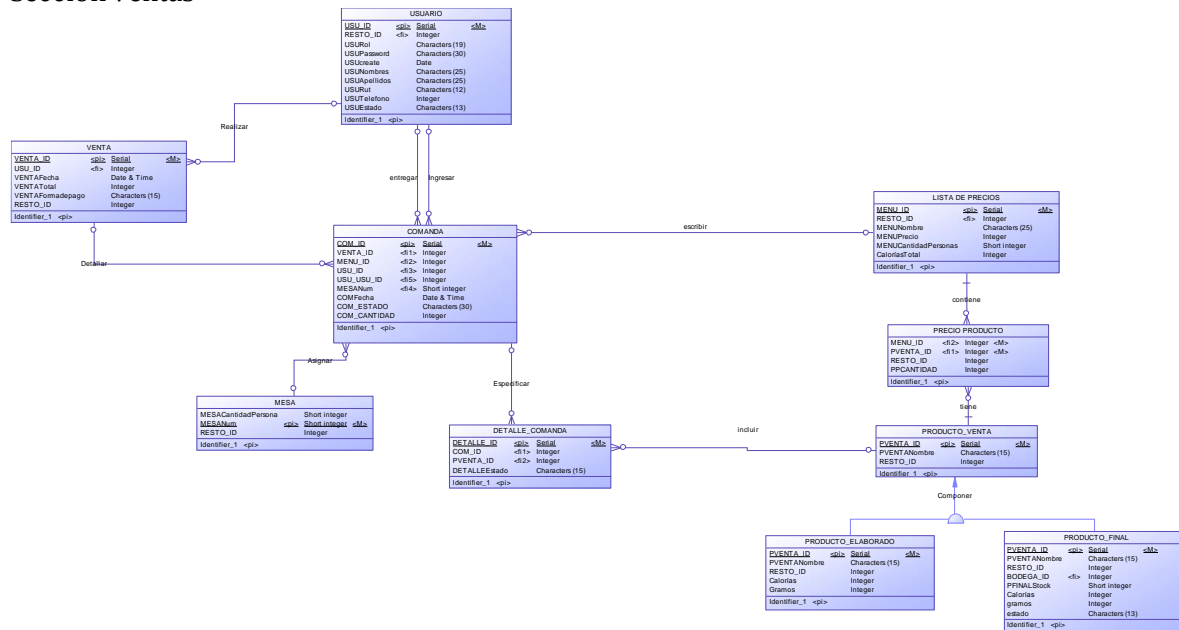 Sección Ventas
USUARIO
USU_ID <pi> Serial <M>
RESTO_ID <fi> Integer
USURol Characters (19)
USUPassword Characters (30)
USUcreate Date
USUNombres Characters (25)
USUApellidos Characters (25)
USURut Characters (12)
USUTelefono Integer
USUEstado Characters (13)
Identifier_1 <pi>
Realizar
VENTA
VENTA_ID <pi> Serial <M>
USU_ID <fi> Integer
VENTAFecha Date & Time
VENTATotal Integer
VENTAFormadepago Characters (15)
RESTO_ID Integer
Identifier_1 <pi>
entregar
Ingresar
Detallar
COMANDA
COM_ID <pi> Serial <M>
VENTA_ID <fi1> Integer
MENU_ID <fi2> Integer
USU_ID <fi3> Integer
USU_USU_ID <fi5> Integer
MESANum <fi4> Short integer
COMFecha Date & Time
COM_ESTADO Characters (30)
COM_CANTIDAD Integer
Identifier_1 <pi>
escribir
LISTA DE PRECIOS
MENU_ID <pi> Serial <M>
RESTO_ID <fi> Integer
MENUNombre Characters (25)
MENUPrecio Integer
MENUCantidadPersonas Short integer
CaloríasTotal Integer
Identifier_1 <pi>
contiene
PRECIO PRODUCTO
MENU_ID <fi2> Integer <M>
PVENTA_ID <fi1> Integer <M>
RESTO_ID Integer
PPCANTIDAD Integer
Identifier_1 <pi>
tiene
Asignar
MESA
MESACantidadPersona Short integer
MESANum <pi> Short integer <M>
RESTO_ID Integer
Identifier_1 <pi>
Especificar
DETALLE_COMANDA
DETALLE_ID <pi> Serial <M>
COM_ID <fi1> Integer
PVENTA_ID <fi2> Integer
DETALLEEstado Characters (15)
Identifier_1 <pi>
incluir
PRODUCTO_VENTA
PVENTA_ID <pi> Serial <M>
PVENTANombre Characters (15)
RESTO_ID Integer
Identifier_1 <pi>
Componer
PRODUCTO_ELABORADO
PVENTA_ID <pi> Serial <M>
PVENTANombre Characters (15)
RESTO_ID Integer
Calorías Integer
Gramos Integer
Identifier_1 <pi>
PRODUCTO_FINAL
PVENTA_ID <pi> Serial <M>
PVENTANombre Characters (15)
RESTO_ID Integer
BODEGA_ID <fi> Integer
PFINALStock Short integer
Calorías Integer
gramos Integer
estado Characters (13)
Identifier_1 <pi>